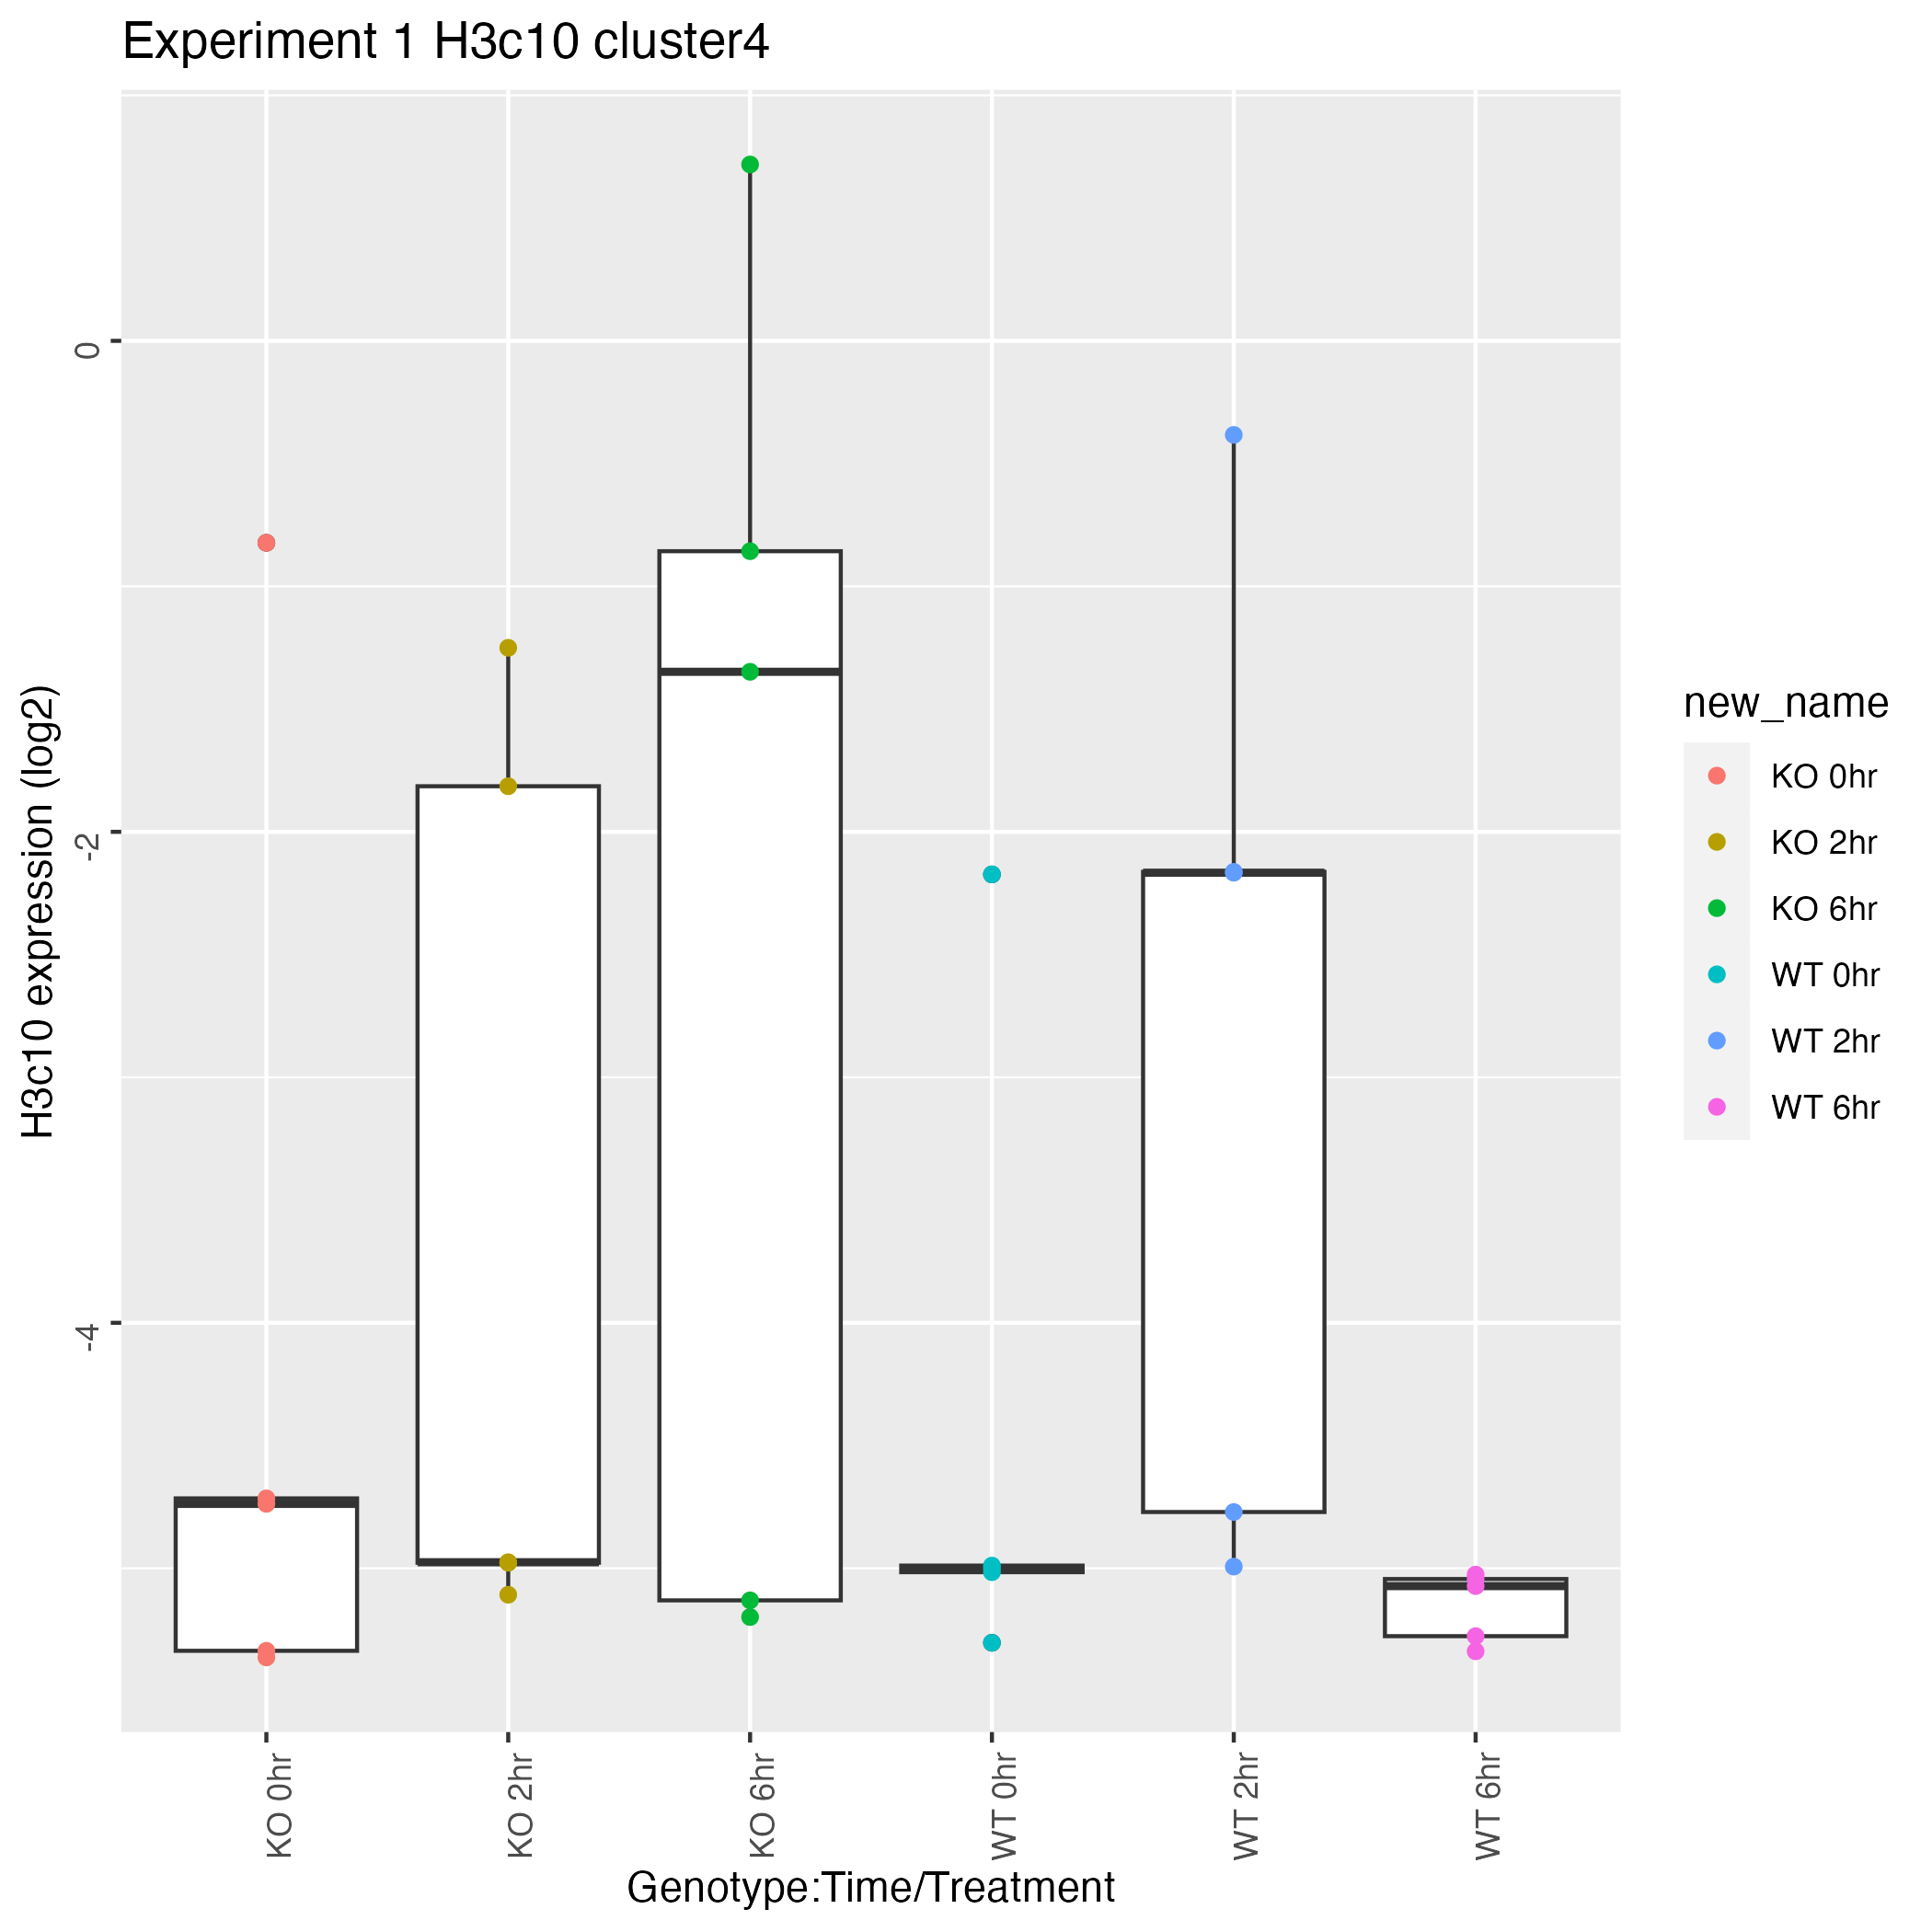 Experiment 1 H3c10 cluster4
H3c10 expression (log2)
0
-2
-4
KO 0hr
KO 2hr
KO 6hr
WT 0hr
WT 2hr
WT 6hr
Genotype:Time/Treatment
new_name
KO 0hr
KO 2hr
KO 6hr
WT 0hr
WT 2hr
WT 6hr